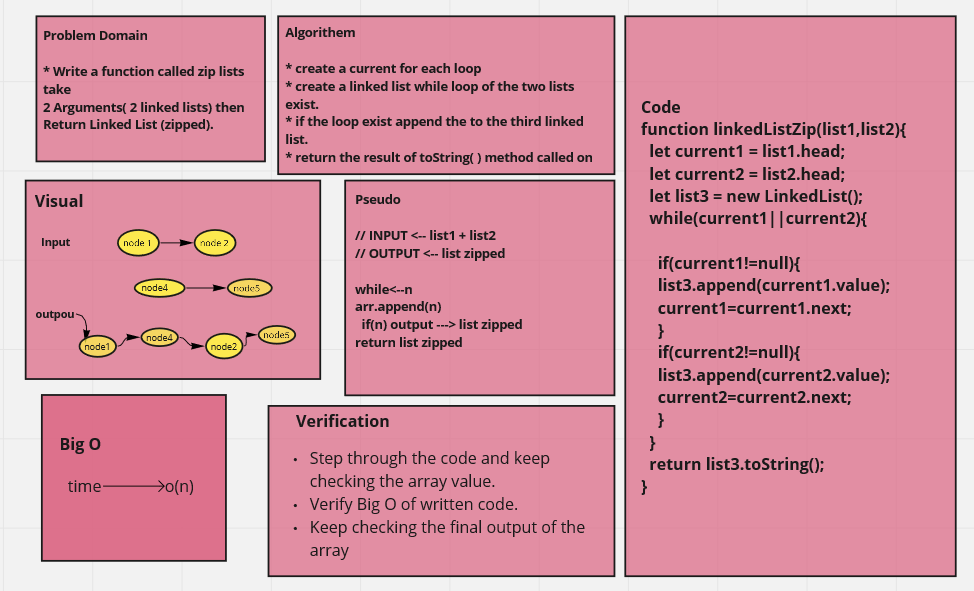 Problem Domain
* Write a function called zip lists
take
2 Arguments( 2 linked lists) then
Return Linked List (zipped).
Algorithem
* create a current for each loop
* create a linked list while loop of the two lists
exist.
* if the loop exist append the to the third linked
list.
* return the result of toString( ) method called on
Visual
Input
node 1
node 2
node4
node5
outpou
node1
node4
node2
node5
Pseudo
// INPUT <-- list1 + list2
// OUTPUT <-- list zipped
while<--n
arr.append(n)
if(n) output ---> list zipped
return list zipped
Big O
time
o(n)
Verification
• Step through the code and keep
checking the array value.
• Verify Big O of written code.
• Keep checking the final output of the
array
Code
function linkedListZip(list1,list2){
let current1 = list1.head;
let current2 = list2.head;
let list3 = new LinkedList();
while(current1||current2){
if(current1!=null){
list3.append(current1.value);
current1=current1.next;
}
if(current2!=null){
list3.append(current2.value);
current2=current2.next;
}
}
return list3.toString();
}